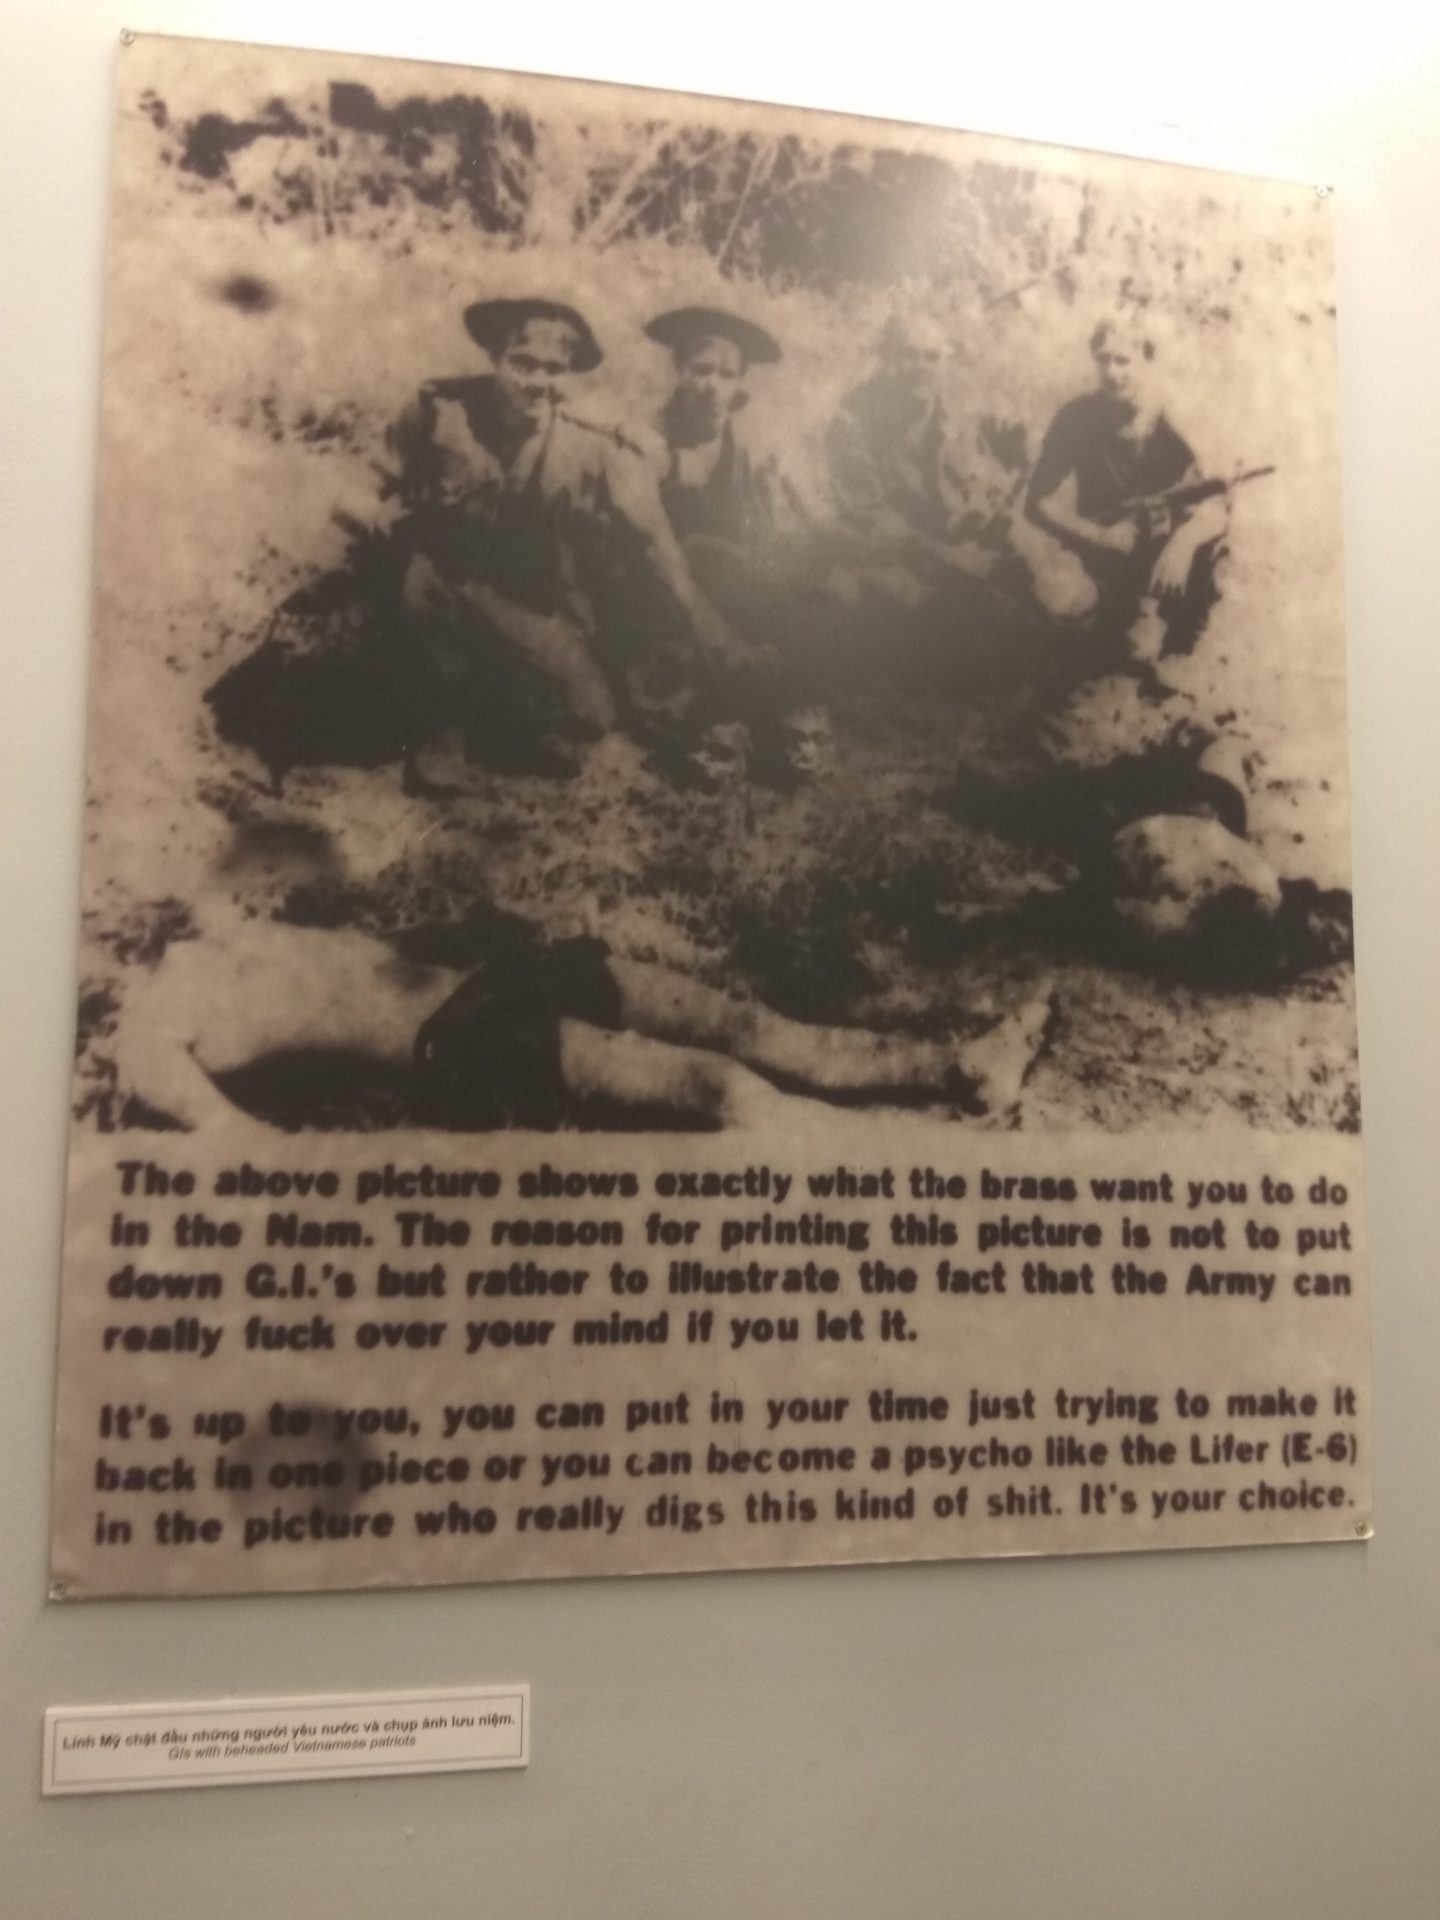 The above picture shows exactly what the brass want you to do
in the Nam. The reason for printing this picture is not to put
down G.I.'s but rather to illustrate the fact that the Army can
really fuck over your mind if you let it.
It's up to you, you can put in your time just trying to make it
back in one piece or you can become a psycho like the Lifer (E-6)
in the picture who really digs this kind of shit. It's your choice.
Lính Mỹ chặt đầu những người yêu nước và chụp ảnh lưu niệm.
GIs with beheaded Vietnamese patriots